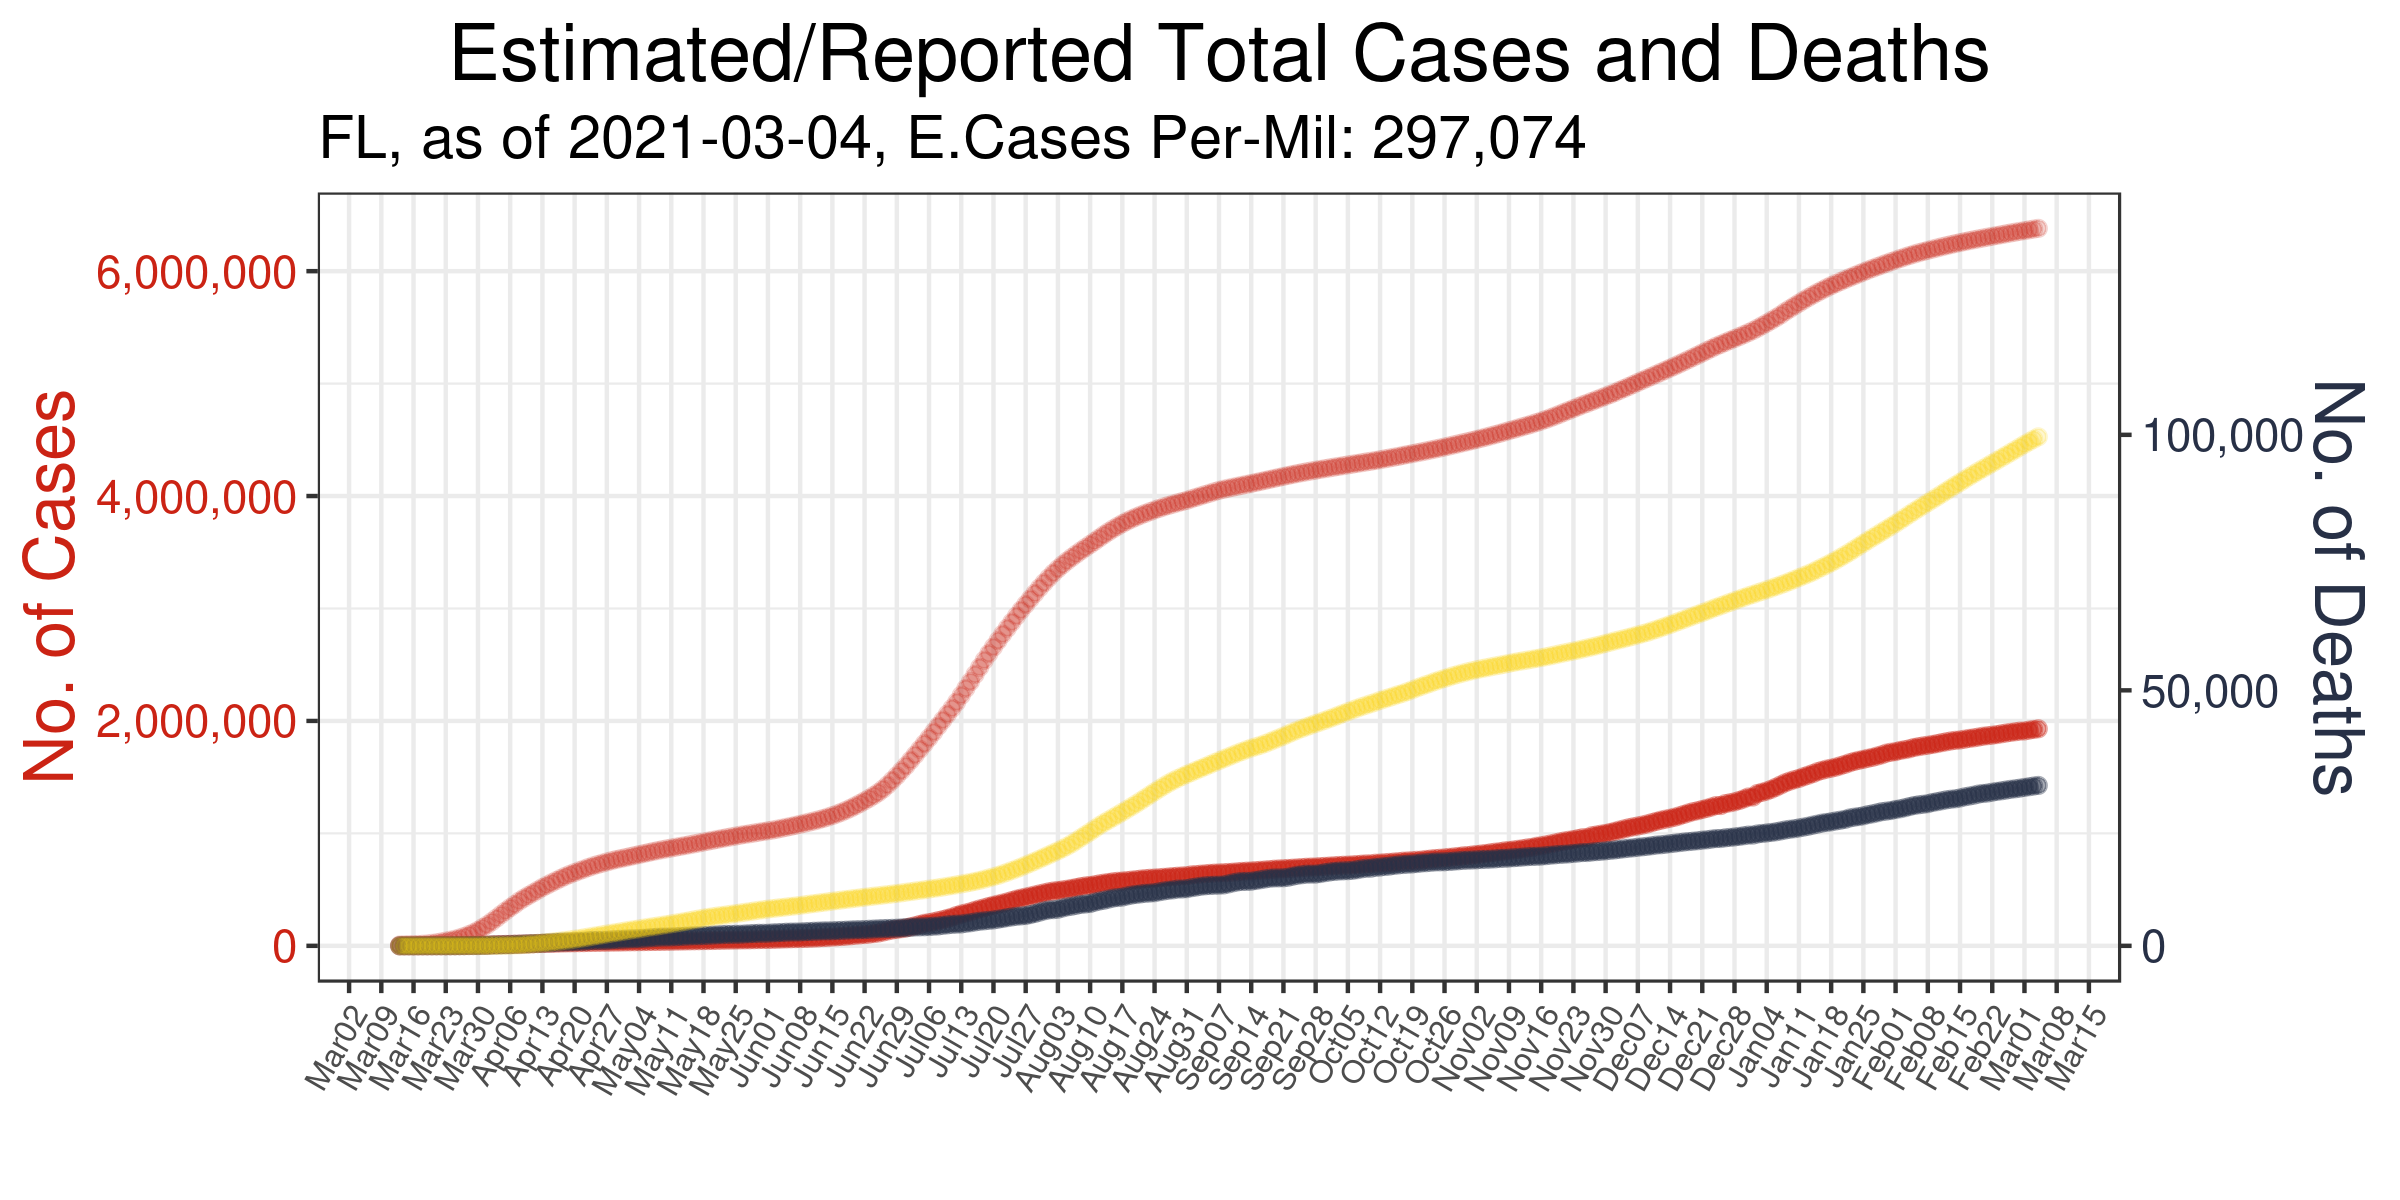 Estimated/Reported Total Cases and Deaths
FL, as of 2021-03-04, E.Cases Per-Mil: 297,074
No. of Cases
6,000,000
4,000,000
2,000,000
0
100,000
50,000
0
No. of Deaths
Mar02 Mar09 Mar16 Mar23 Mar30 Apr06 Apr13 Apr20 Apr27 May04 May11 May18 May25 Jun01 Jun08 Jun15 Jun22 Jun29 Jul06 Jul13 Jul20 Jul27 Aug03 Aug10 Aug17 Aug24 Aug31 Sep07 Sep14 Sep21 Sep28 Oct05 Oct12 Oct19 Oct26 Nov02 Nov09 Nov16 Nov23 Nov30 Dec07 Dec14 Dec21 Dec28 Jan04 Jan11 Jan18 Jan25 Feb01 Feb08 Feb15 Feb22 Mar01 Mar08 Mar15